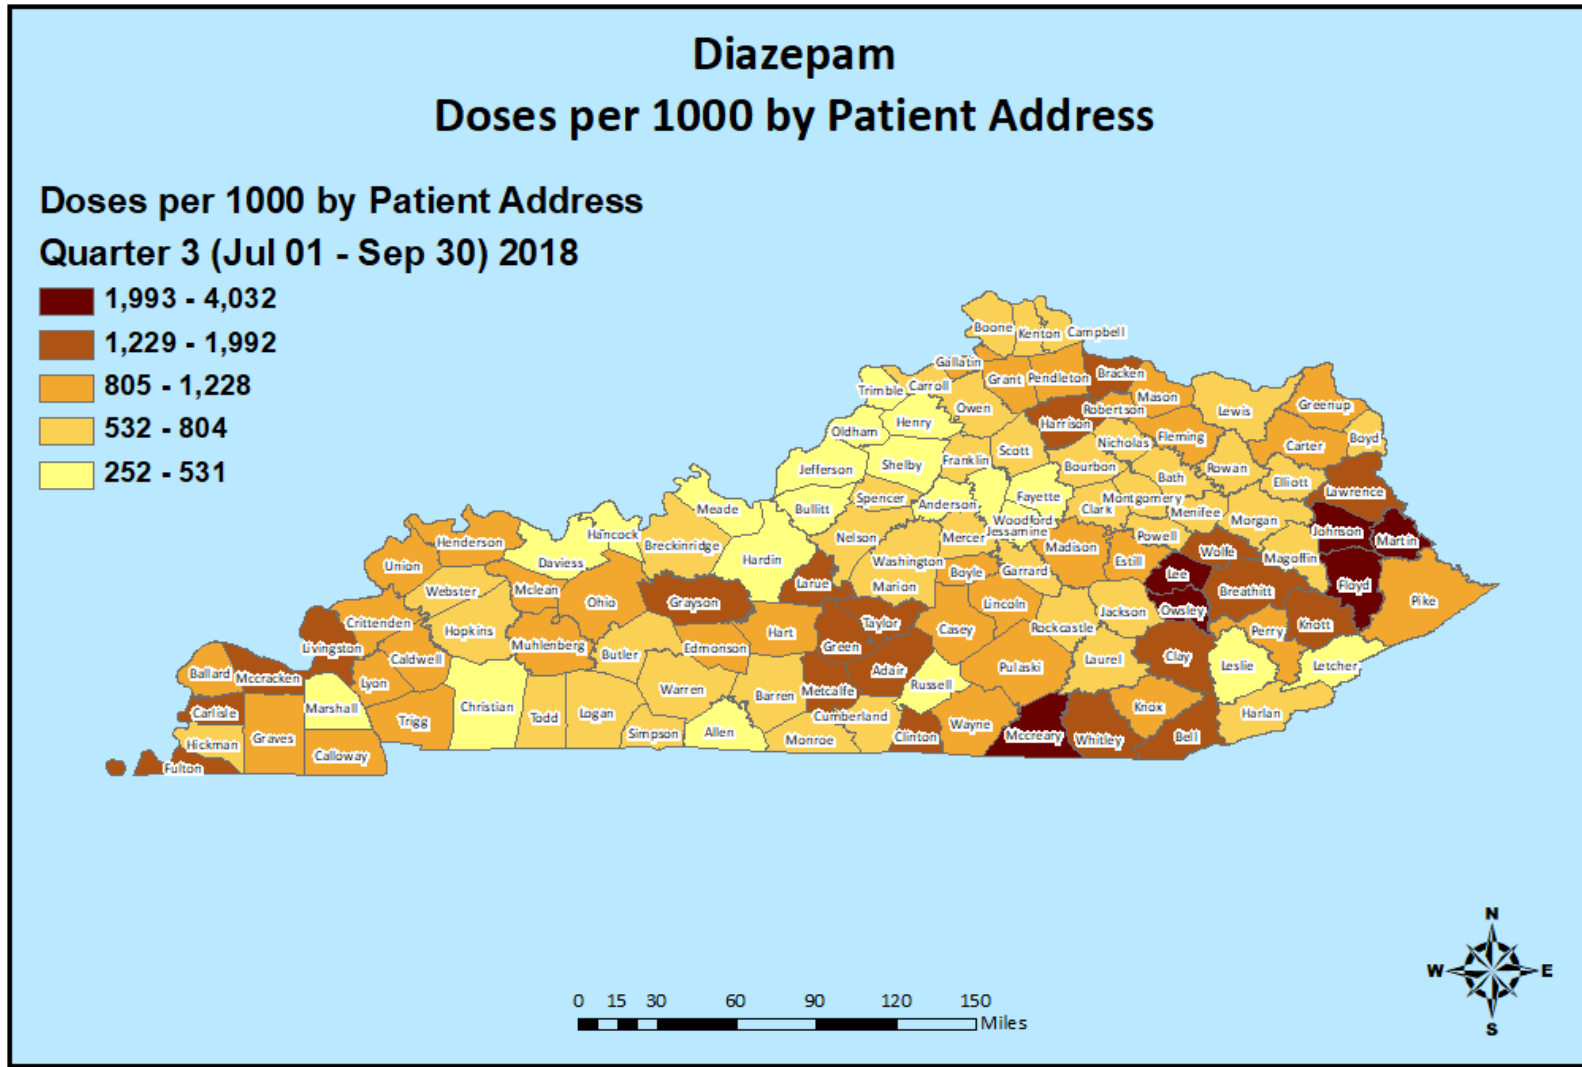 Diazepam
Doses per 1000 by Patient Address
Doses per 1000 by Patient Address
Quarter 3 (Jul 01 - Sep 30) 2018
1,993 - 4,032
1,229 - 1,992
805 - 1,228
532 - 804
252 - 531
Boone
Kenton
Campbell
Gallatin
Grant
Pendleton
Bracken
Trimble
Carroll
Owen
Mason
Robertson
Lewis
Greenup
Henry
Oldham
Harrison
Nicholas
Fleming
Carter
Boyd
Jefferson
Shelby
Franklin
Scott
Bourbon
Bath
Rowan
Elliott
Lawrence
Meade
Bullitt
Spencer
Anderson
Fayette
Woodford
Jessamine
Clark
Montgomery
Menifee
Morgan
Johnson
Martin
Henderson
Hancock
Breckinridge
Nelson
Mercer
Madison
Powell
Wolfe
Magoffin
Union
Daviess
Hardin
Washington
Boyle
Garrard
Estill
Lee
Floyd
Webster
Mclean
Ohio
Grayson
Larue
Marion
Lincoln
Jackson
Owsley
Breathitt
Pike
Crittenden
Hopkins
Muhlenberg
Butler
Edmonson
Hart
Green
Taylor
Casey
Rockcastle
Perry
Knott
Livingston
Caldwell
Adair
Pulaski
Laurel
Clay
Leslie
Letcher
Ballard
Mccracken
Lyon
Warren
Barren
Metcalfe
Russell
Carlisle
Marshall
Trigg
Christian
Todd
Logan
Simpson
Allen
Monroe
Cumberland
Clinton
Wayne
Mccreary
Whitley
Knox
Bell
Harlan
Hickman
Graves
Calloway
Fulton
N
W E
S
0 15 30 60 90 120 150
Miles